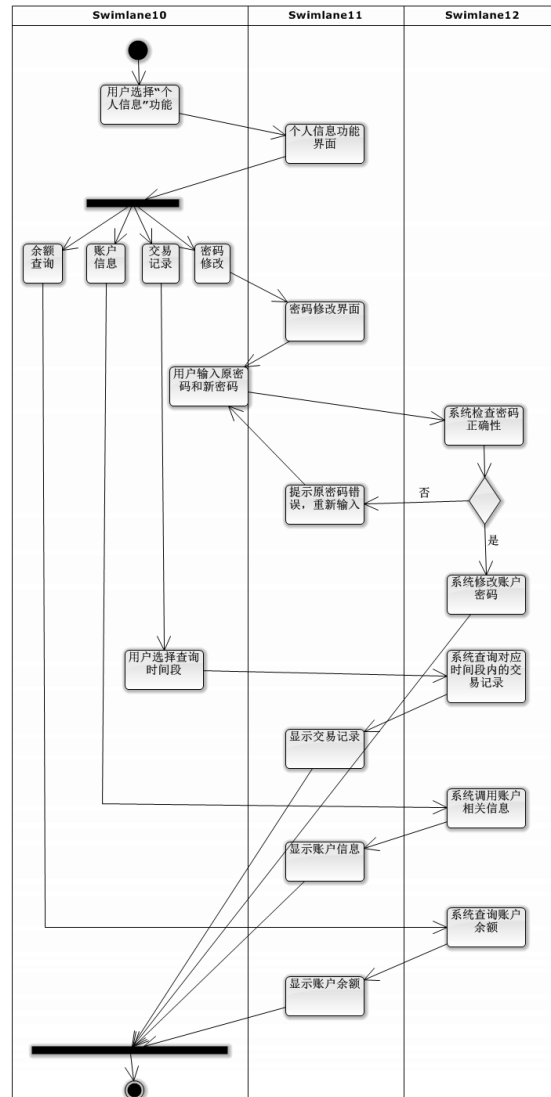 Swimlane10
Swimlane11
Swimlane12
用户选择“个
人信息”功能
个人信息功能
界面
余额
查询
账户
信息
交易
记录
密码
修改
密码修改界面
用户输入原密
码和新密码
系统检查密码
正确性
提示原密码错
误，重新输入
否
是
系统修改账户
密码
用户选择查询
时间段
系统查询对应
时间段内的交
易记录
显示交易记录
系统调用账户
相关信息
显示账户信息
系统查询账户
余额
显示账户余额